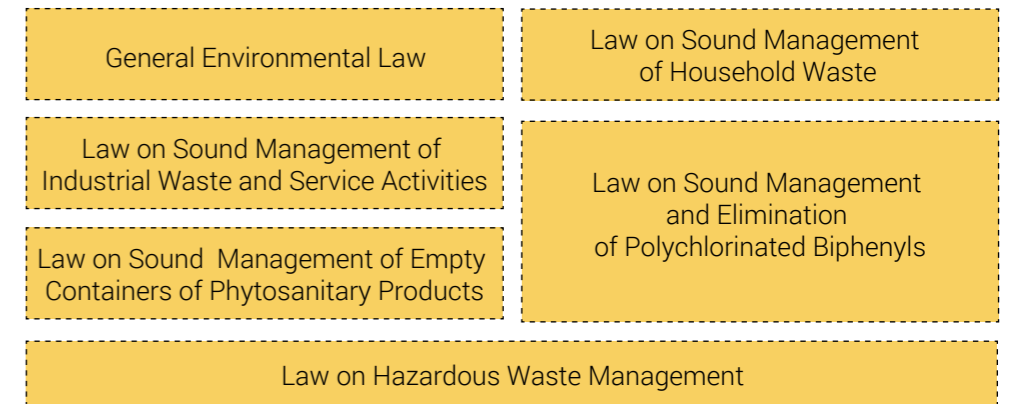 General Environmental Law
Law on Sound Management
of Household Waste
Law on Sound Management of
Industrial Waste and Service Activities
Law on Sound Management
and Elimination
of Polychlorinated Biphenyls
Law on Sound Management of Empty
Containers of Phytosanitary Products
Law on Hazardous Waste Management